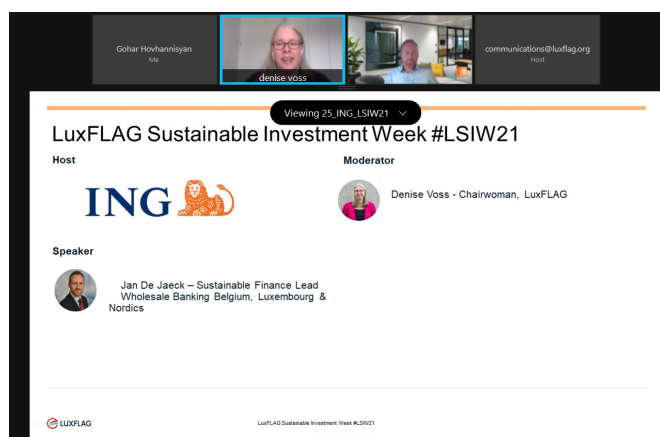 Gohar Hovhannisyan
Me
denise voss
communications@luxflag.org
Host
Viewing 25_ING_LSIW21
LuxFLAG Sustainable Investment Week #LSIW21
Host
Moderator
ING
Denise Voss - Chairwoman, LuxFLAG
Speaker
Jan De Jaeck – Sustainable Finance Lead
Wholesale Banking Belgium, Luxembourg &
Nordics
LUXFLAG
LuxFLAG Sustainable Investment Week #LSIW21